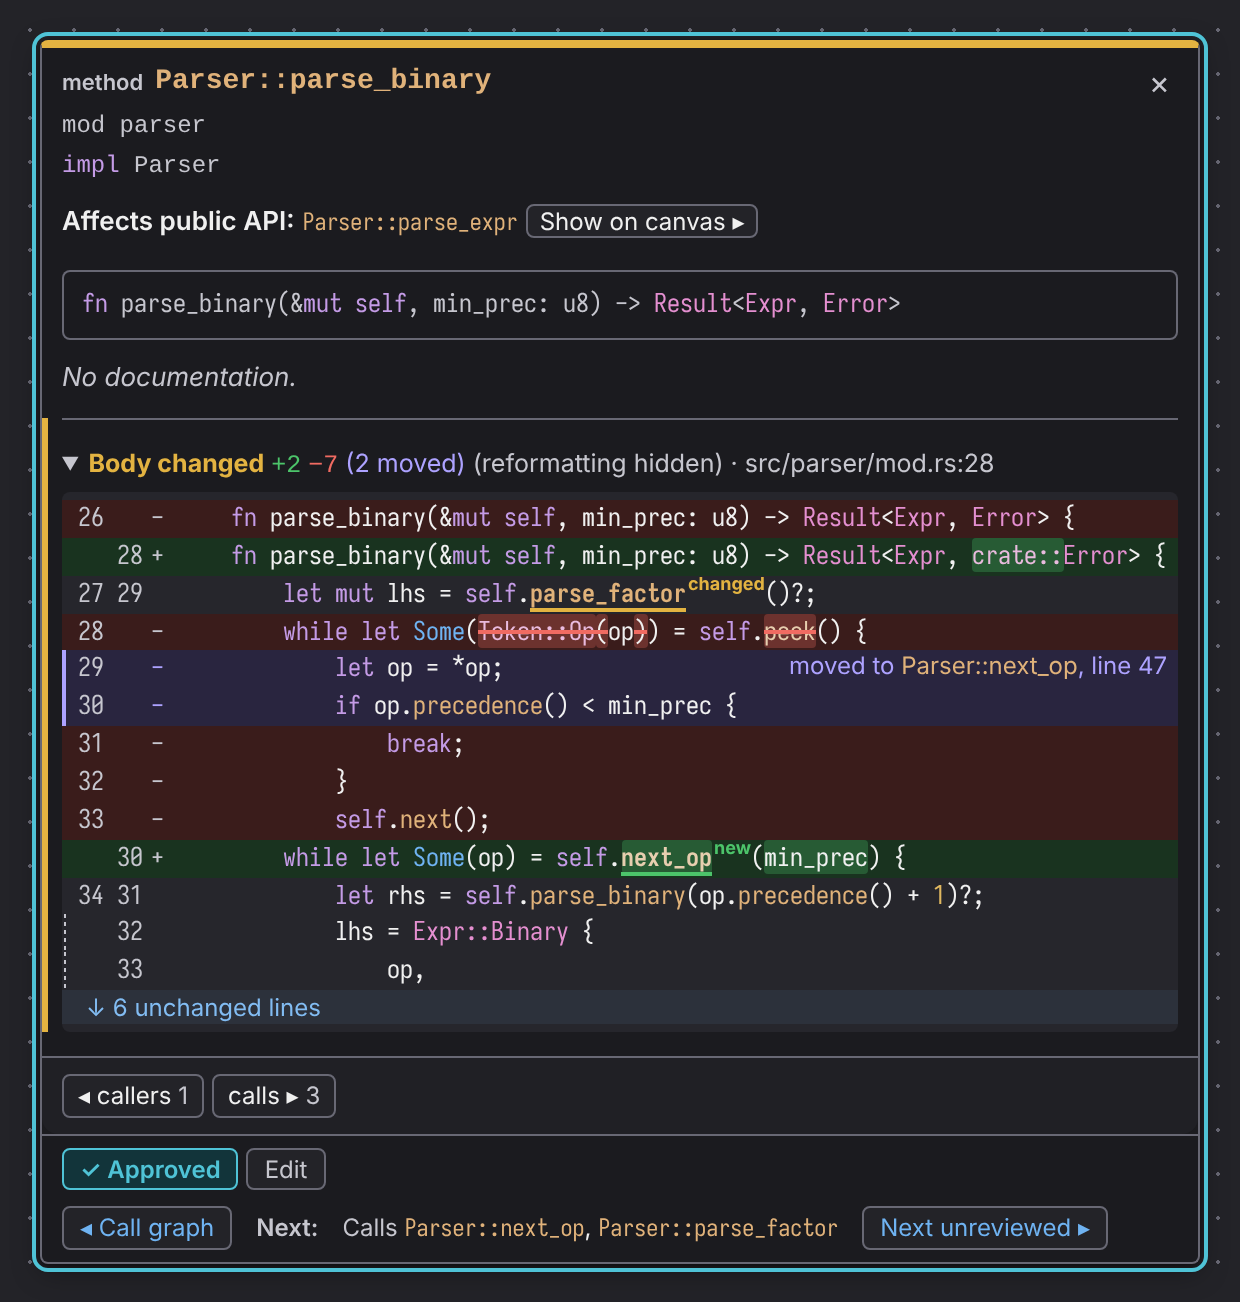 method Parser::parse_binary ✕
mod parser
impl Parser
Affects public API: Parser::parse_expr Show on canvas ▸
fn parse_binary(&mut self, min_prec: u8) -> Result<Expr, Error>
No documentation.
▼ Body changed +2 −7 (2 moved) (reformatting hidden) · src/parser/mod.rs:28
26 − fn parse_binary(&mut self, min_prec: u8) -> Result<Expr, Error> {
28 + fn parse_binary(&mut self, min_prec: u8) -> Result<Expr, crate::Error> {
27 29 let mut lhs = self.parse_factor changed ()?;
28 − while let Some(Token::Op(op)) = self.peek() {
29 − let op = *op; moved to Parser::next_op, line 47
30 − if op.precedence() < min_prec {
31 − break;
32 − }
33 − self.next();
30 + while let Some(op) = self.next_op new (min_prec) {
34 31 let rhs = self.parse_binary(op.precedence() + 1)?;
32 lhs = Expr::Binary {
33 op,
↓ 6 unchanged lines
◂ callers 1 calls ▸ 3
✓ Approved Edit
◂ Call graph Next: Calls Parser::next_op, Parser::parse_factor Next unreviewed ▸